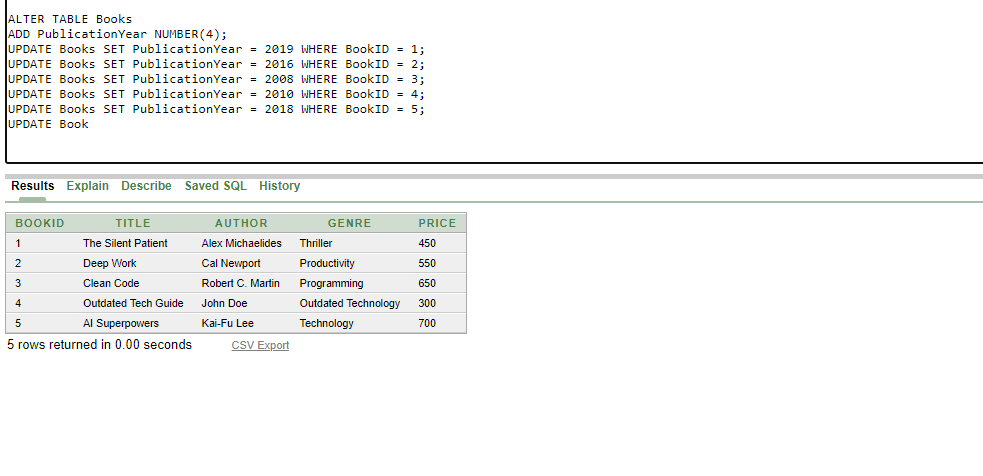 ALTER TABLE Books
ADD PublicationYear NUMBER(4);
UPDATE Books SET PublicationYear = 2019 WHERE BookID = 1;
UPDATE Books SET PublicationYear = 2016 WHERE BookID = 2;
UPDATE Books SET PublicationYear = 2008 WHERE BookID = 3;
UPDATE Books SET PublicationYear = 2010 WHERE BookID = 4;
UPDATE Books SET PublicationYear = 2018 WHERE BookID = 5;
UPDATE Book
Results Explain Describe Saved SQL History
BOOKID TITLE AUTHOR GENRE PRICE
1 The Silent Patient Alex Michaelides Thriller 450
2 Deep Work Cal Newport Productivity 550
3 Clean Code Robert C. Martin Programming 650
4 Outdated Tech Guide John Doe Outdated Technology 300
5 AI Superpowers Kai-Fu Lee Technology 700
5 rows returned in 0.00 seconds CSV Export